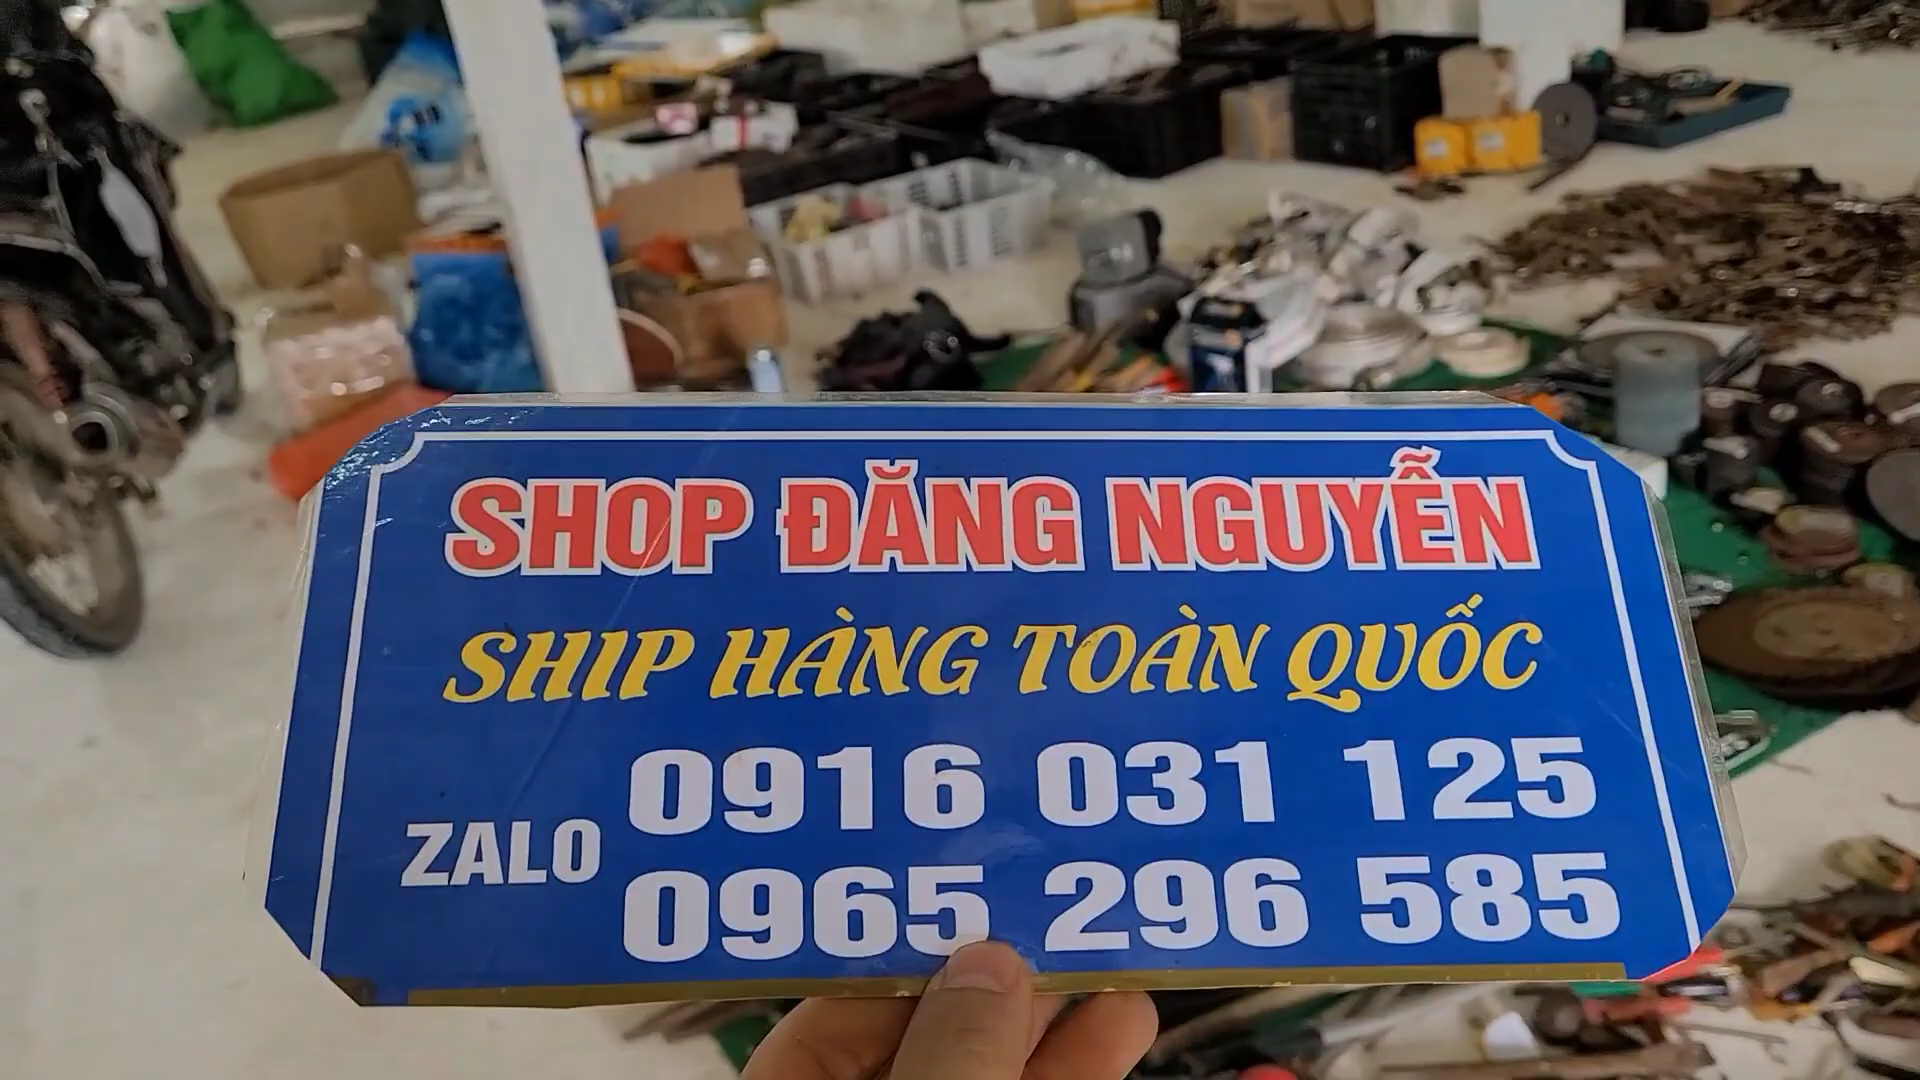 SHOP ĐĂNG NGUYỄN
SHIP HÀNG TOÀN QUỐC
ZALO
0916 031 125
0965 296 585